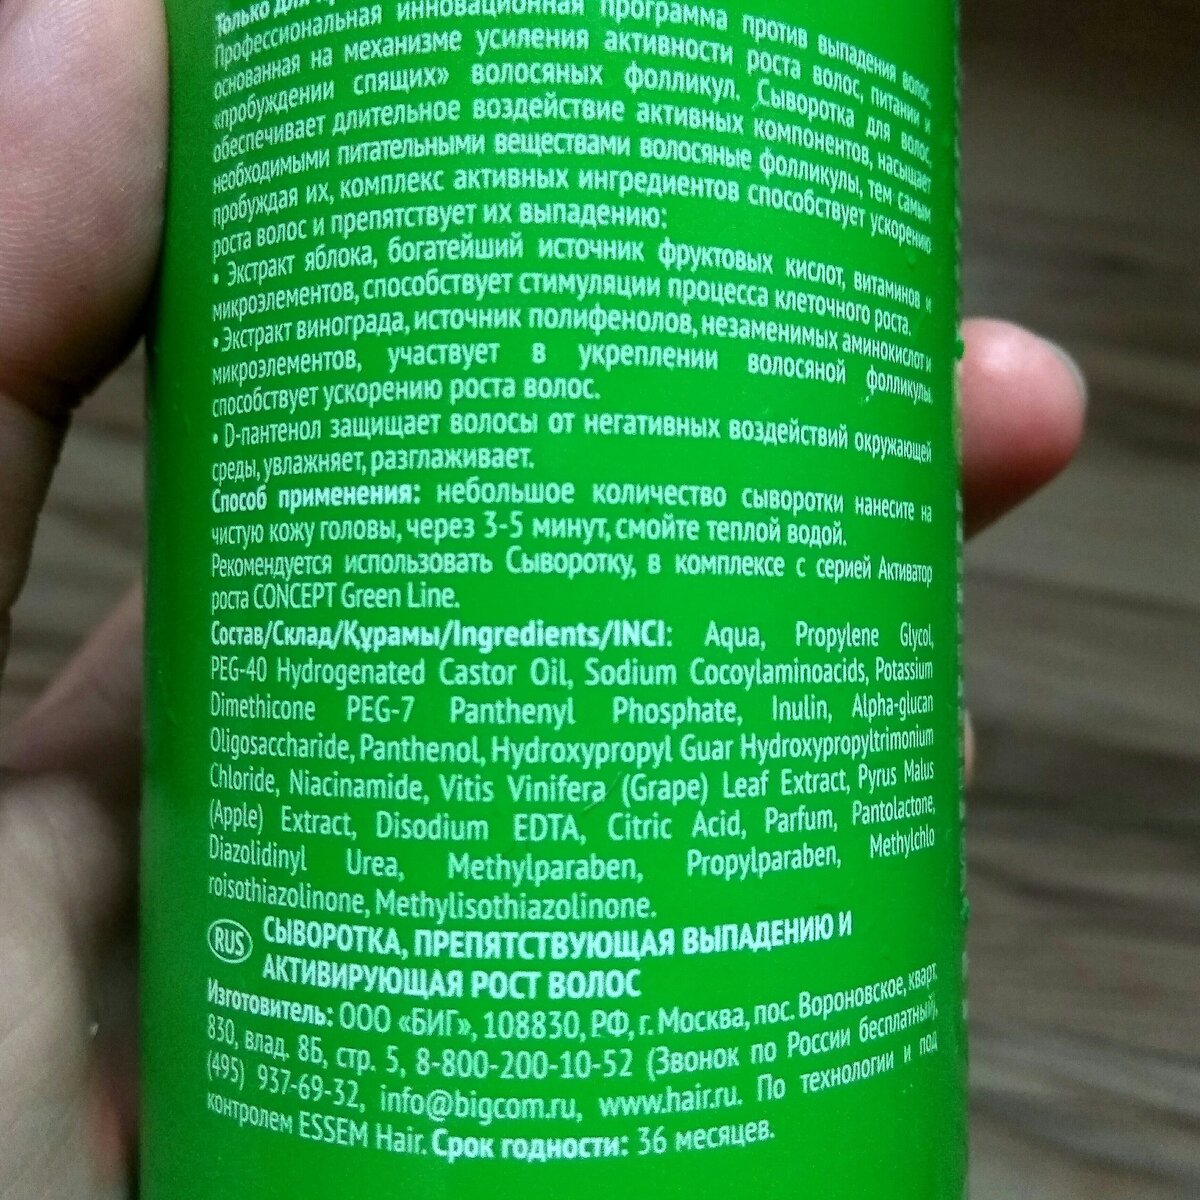 Только для
Профессиональная инновационная программа против выпадения волос,
основанная на механизме усиления активности роста волос, питании и
«пробуждении спящих» волосяных фолликул. Сыворотка для волос,
обеспечивает длительное воздействие активных компонентов, насыщает
необходимыми питательными веществами волосяные фолликулы, тем самым
пробуждая их, комплекс активных ингредиентов способствует ускорению
роста волос и препятствует их выпадению:
• Экстракт яблока, богатейший источник фруктовых кислот, витаминов и
микроэлементов, способствует стимуляции процесса клеточного роста.
• Экстракт винограда, источник полифенолов, незаменимых аминокислот и
микроэлементов, участвует в укреплении волосяной фолликулы,
способствует ускорению роста волос.
• D-пантенол защищает волосы от негативных воздействий окружающей
среды, увлажняет, разглаживает.
Способ применения: небольшое количество сыворотки нанесите на
чистую кожу головы, через 3-5 минут, смойте теплой водой.
Рекомендуется использовать Сыворотку, в комплексе с серией Активатор
роста CONCEPT Green Line.
Состав/Склад/Құрамы/Ingredients/INCI: Aqua, Propylene Glycol,
PEG-40 Hydrogenated Castor Oil, Sodium Cocoylaminoacids, Potassium
Dimethicone PEG-7 Panthenyl Phosphate, Inulin, Alpha-glucan
Oligosaccharide, Panthenol, Hydroxypropyl Guar Hydroxypropyltrimonium
Chloride, Niacinamide, Vitis Vinifera (Grape) Leaf Extract, Pyrus Malus
(Apple) Extract, Disodium EDTA, Citric Acid, Parfum, Pantolactone,
Diazolidinyl Urea, Methylparaben, Propylparaben, Methylchlo
roisothiazolinone, Methylisothiazolinone.
RUS СЫВОРОТКА, ПРЕПЯТСТВУЮЩАЯ ВЫПАДЕНИЮ И
АКТИВИРУЮЩАЯ РОСТ ВОЛОС
Изготовитель: ООО «БИГ», 108830, РФ, г. Москва, пос. Вороновское, кварт.
830, влад. 8Б, стр. 5, 8-800-200-10-52 (Звонок по России бесплатный),
(495) 937-69-32, info@bigcom.ru, www.hair.ru. По технологии и под
контролем ESSEM Hair. Срок годности: 36 месяцев.